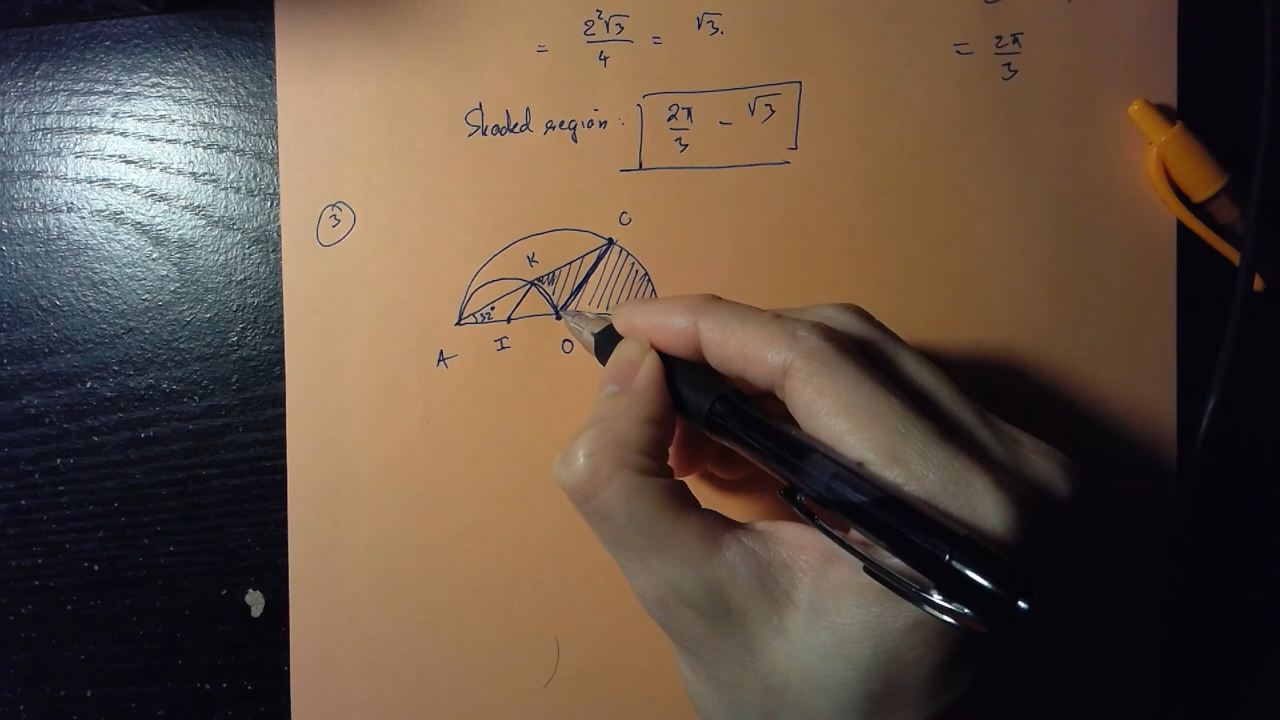 = 2²√3/4 = √3.
= 2π/3
Shaded region: 2π/3 - √3
3
C
K
32°
A I O